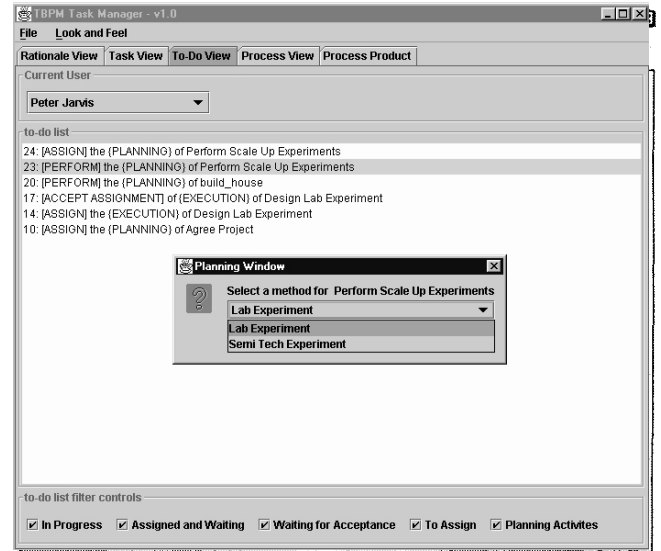 TBPM Task Manager - v1.0
File Look and Feel
Rationale View Task View To-Do View Process View Process Product
Current User
Peter Jarvis
to-do list
24: [ASSIGN] the {PLANNING} of Perform Scale Up Experiments
23: [PERFORM] the {PLANNING} of Perform Scale Up Experiments
20: [PERFORM] the {PLANNING} of build_house
17: [ACCEPT ASSIGNMENT] of {EXECUTION} of Design Lab Experiment
14: [ASSIGN] the {EXECUTION} of Design Lab Experiment
10: [ASSIGN] the {PLANNING} of Agree Project
Planning Window
Select a method for Perform Scale Up Experiments
Lab Experiment
Lab Experiment
Semi Tech Experiment
to-do list filter controls
In Progress Assigned and Waiting Waiting for Acceptance To Assign Planning Activites